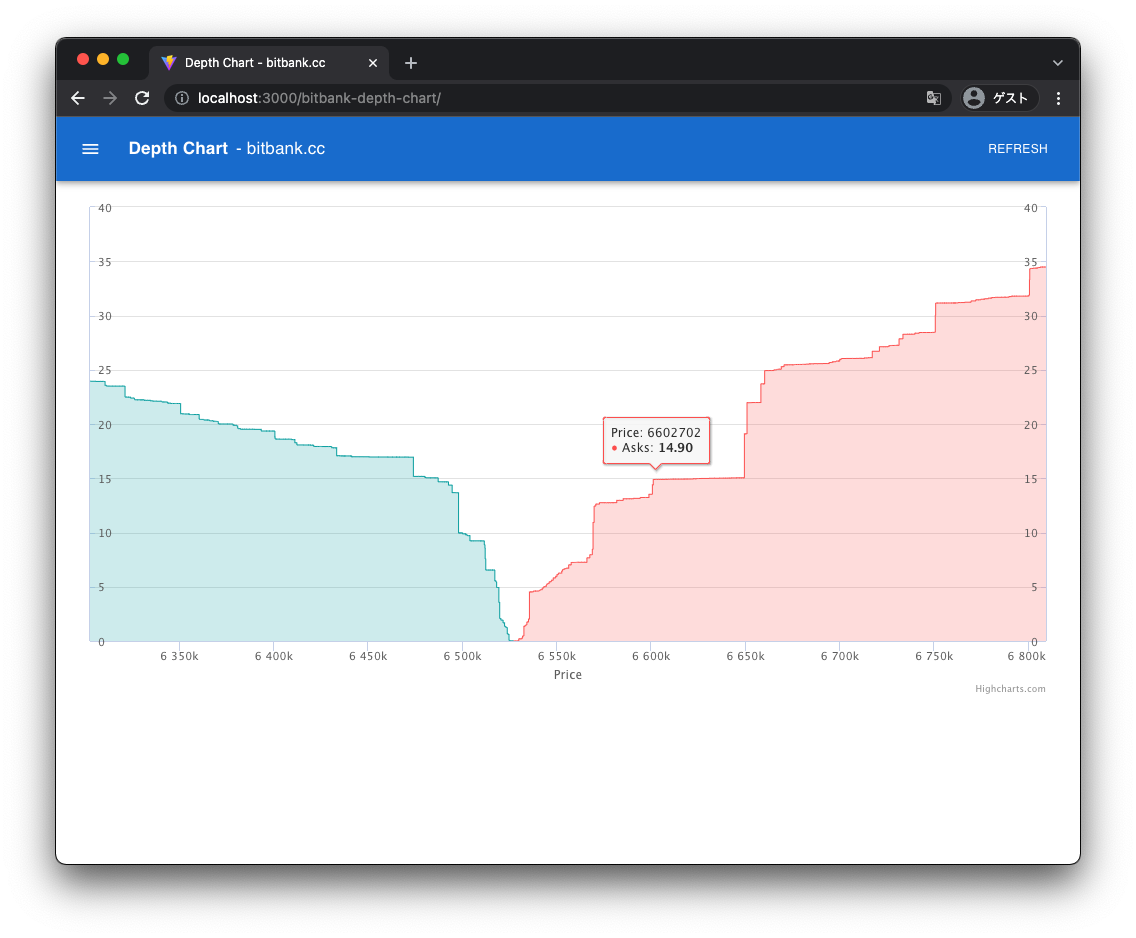 Depth Chart - bitbank.cc
localhost:3000/bitbank-depth-chart/
ゲスト
Depth Chart - bitbank.cc
REFRESH
40
40
35
35
30
30
25
25
20
20
Price: 6602702
Asks: 14.90
15
15
10
10
5
5
0
0
6 350k
6 400k
6 450k
6 500k
6 550k
6 600k
6 650k
6 700k
6 750k
6 800k
Price
Highcharts.com